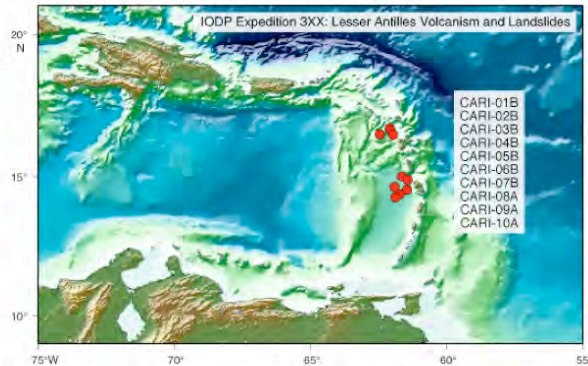 IODP Expedition 3XX: Lesser Antilles Volcanism and Landslides
20°
N
CARI-01B
CARI-02B
CARI-03B
CARI-04B
CARI-05B
CARI-06B
CARI-07B
CARI-08A
CARI-09A
CARI-10A
15°
10°
75°W
70°
65°
60°
55